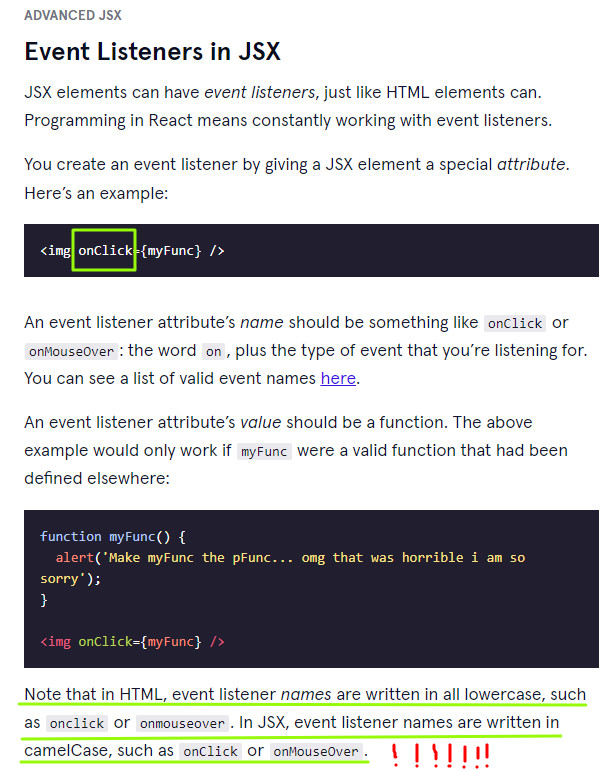 ADVANCED JSX
Event Listeners in JSX
JSX elements can have event listeners, just like HTML elements can.
Programming in React means constantly working with event listeners.
You create an event listener by giving a JSX element a special attribute.
Here's an example:
<img onClick={myFunc} />
An event listener attribute's name should be something like onClick or
onMouseOver: the word on, plus the type of event that you're listening for.
You can see a list of valid event names here.
An event listener attribute's value should be a function. The above
example would only work if myFunc were a valid function that had been
defined elsewhere:
function myFunc() {
  alert('Make myFunc the pFunc... omg that was horrible i am so
sorry');
}
<img onClick={myFunc} />
Note that in HTML, event listener names are written in all lowercase, such
as onclick or onmouseover. In JSX, event listener names are written in
camelCase, such as onClick or onMouseOver. !!!!!!!